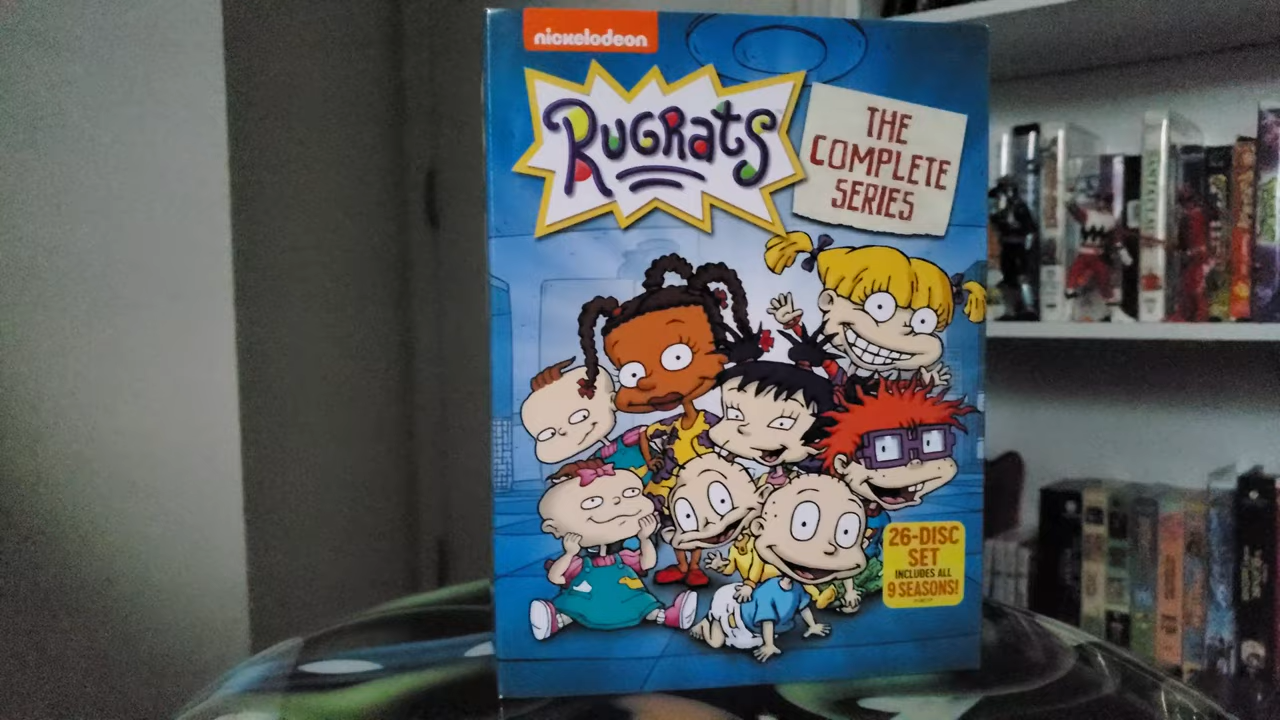 nickelodeon
RUGRatS
THE
COMPLETE
SERIES
26-DISC
SET
INCLUDES ALL
9 SEASONS!